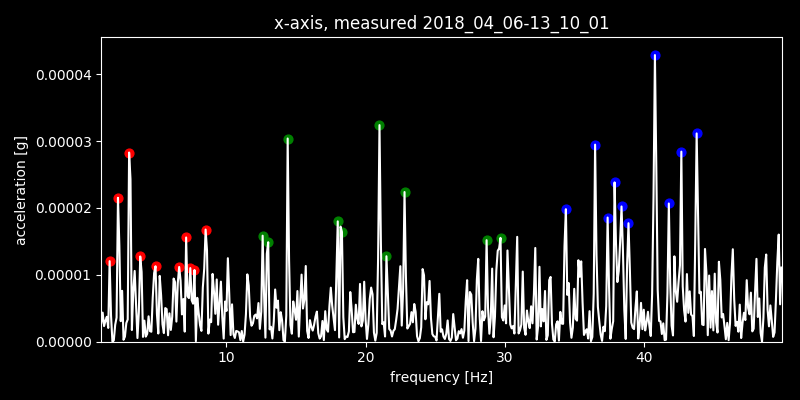 x-axis, measured 2018_04_06-13_10_01
0.00004
0.00003
0.00002
0.00001
0.00000
acceleration [g]
10 20 30 40
frequency [Hz]